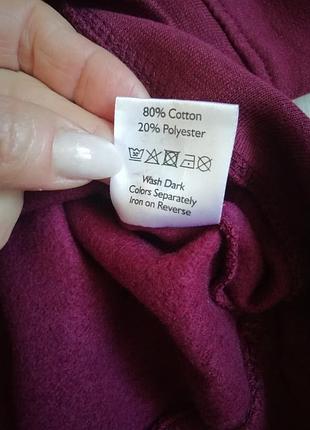 80% Cotton
20% Polyester
Wash Dark
Colors Separately
Iron on Reverse